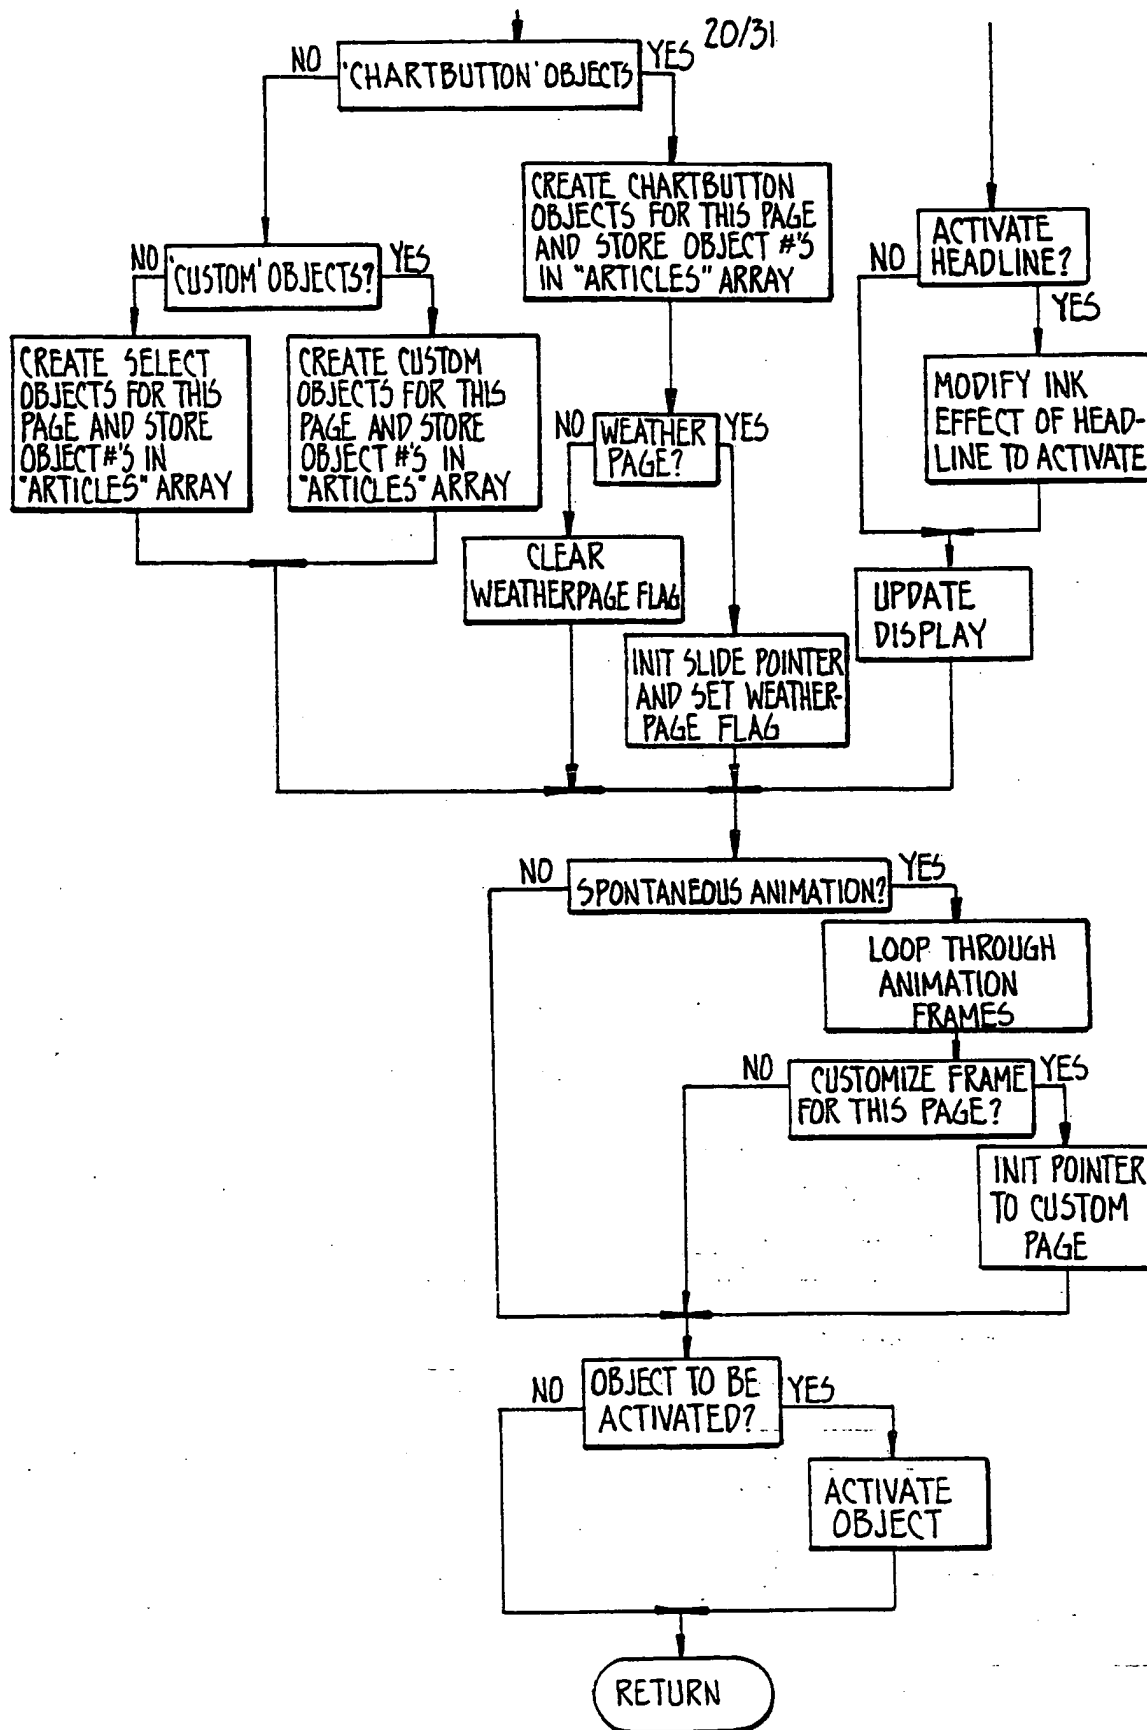 20/31
NO
YES
'CHARTBUTTON' OBJECTS
CREATE CHARTBUTTON
OBJECTS FOR THIS PAGE
AND STORE OBJECT #'S
IN "ARTICLES" ARRAY
NO
'CUSTOM' OBJECTS?
YES
CREATE SELECT
OBJECTS FOR THIS
PAGE AND STORE
OBJECT #'S IN
"ARTICLES" ARRAY
CREATE CUSTOM
OBJECTS FOR THIS
PAGE AND STORE
OBJECT #'S IN
"ARTICLES" ARRAY
NO
WEATHER
PAGE?
YES
CLEAR
WEATHERPAGE FLAG
INIT SLIDE POINTER
AND SET WEATHER-
PAGE FLAG
ACTIVATE
HEADLINE?
NO
YES
MODIFY INK
EFFECT OF HEAD-
LINE TO ACTIVATE
UPDATE
DISPLAY
NO
SPONTANEOUS ANIMATION?
YES
LOOP THROUGH
ANIMATION
FRAMES
NO
CUSTOMIZE FRAME
FOR THIS PAGE?
YES
INIT POINTER
TO CUSTOM
PAGE
NO
OBJECT TO BE
ACTIVATED?
YES
ACTIVATE
OBJECT
RETURN